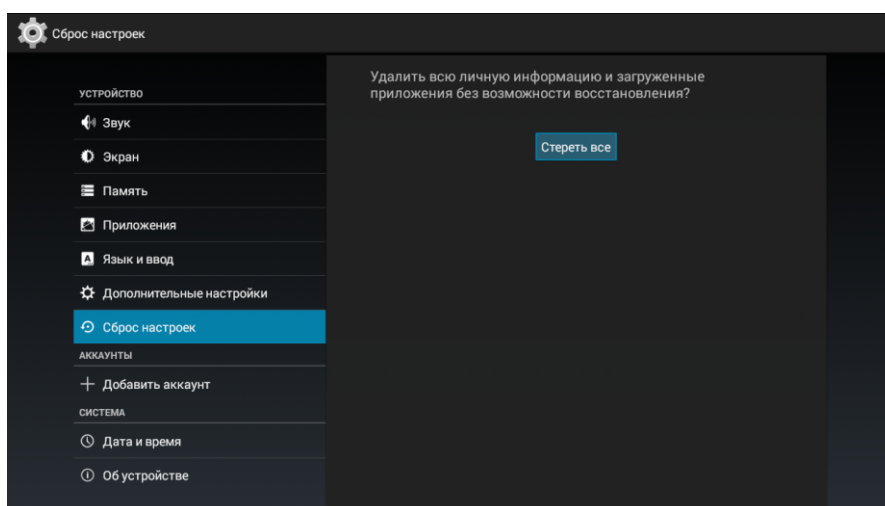 Сброс настроек
УСТРОЙСТВО
Звук
Экран
Память
Приложения
Язык и ввод
Дополнительные настройки
Сброс настроек
АККАУНТЫ
Добавить аккаунт
СИСТЕМА
Дата и время
Об устройстве
Удалить всю личную информацию и загруженные
приложения без возможности восстановления?
Стереть все